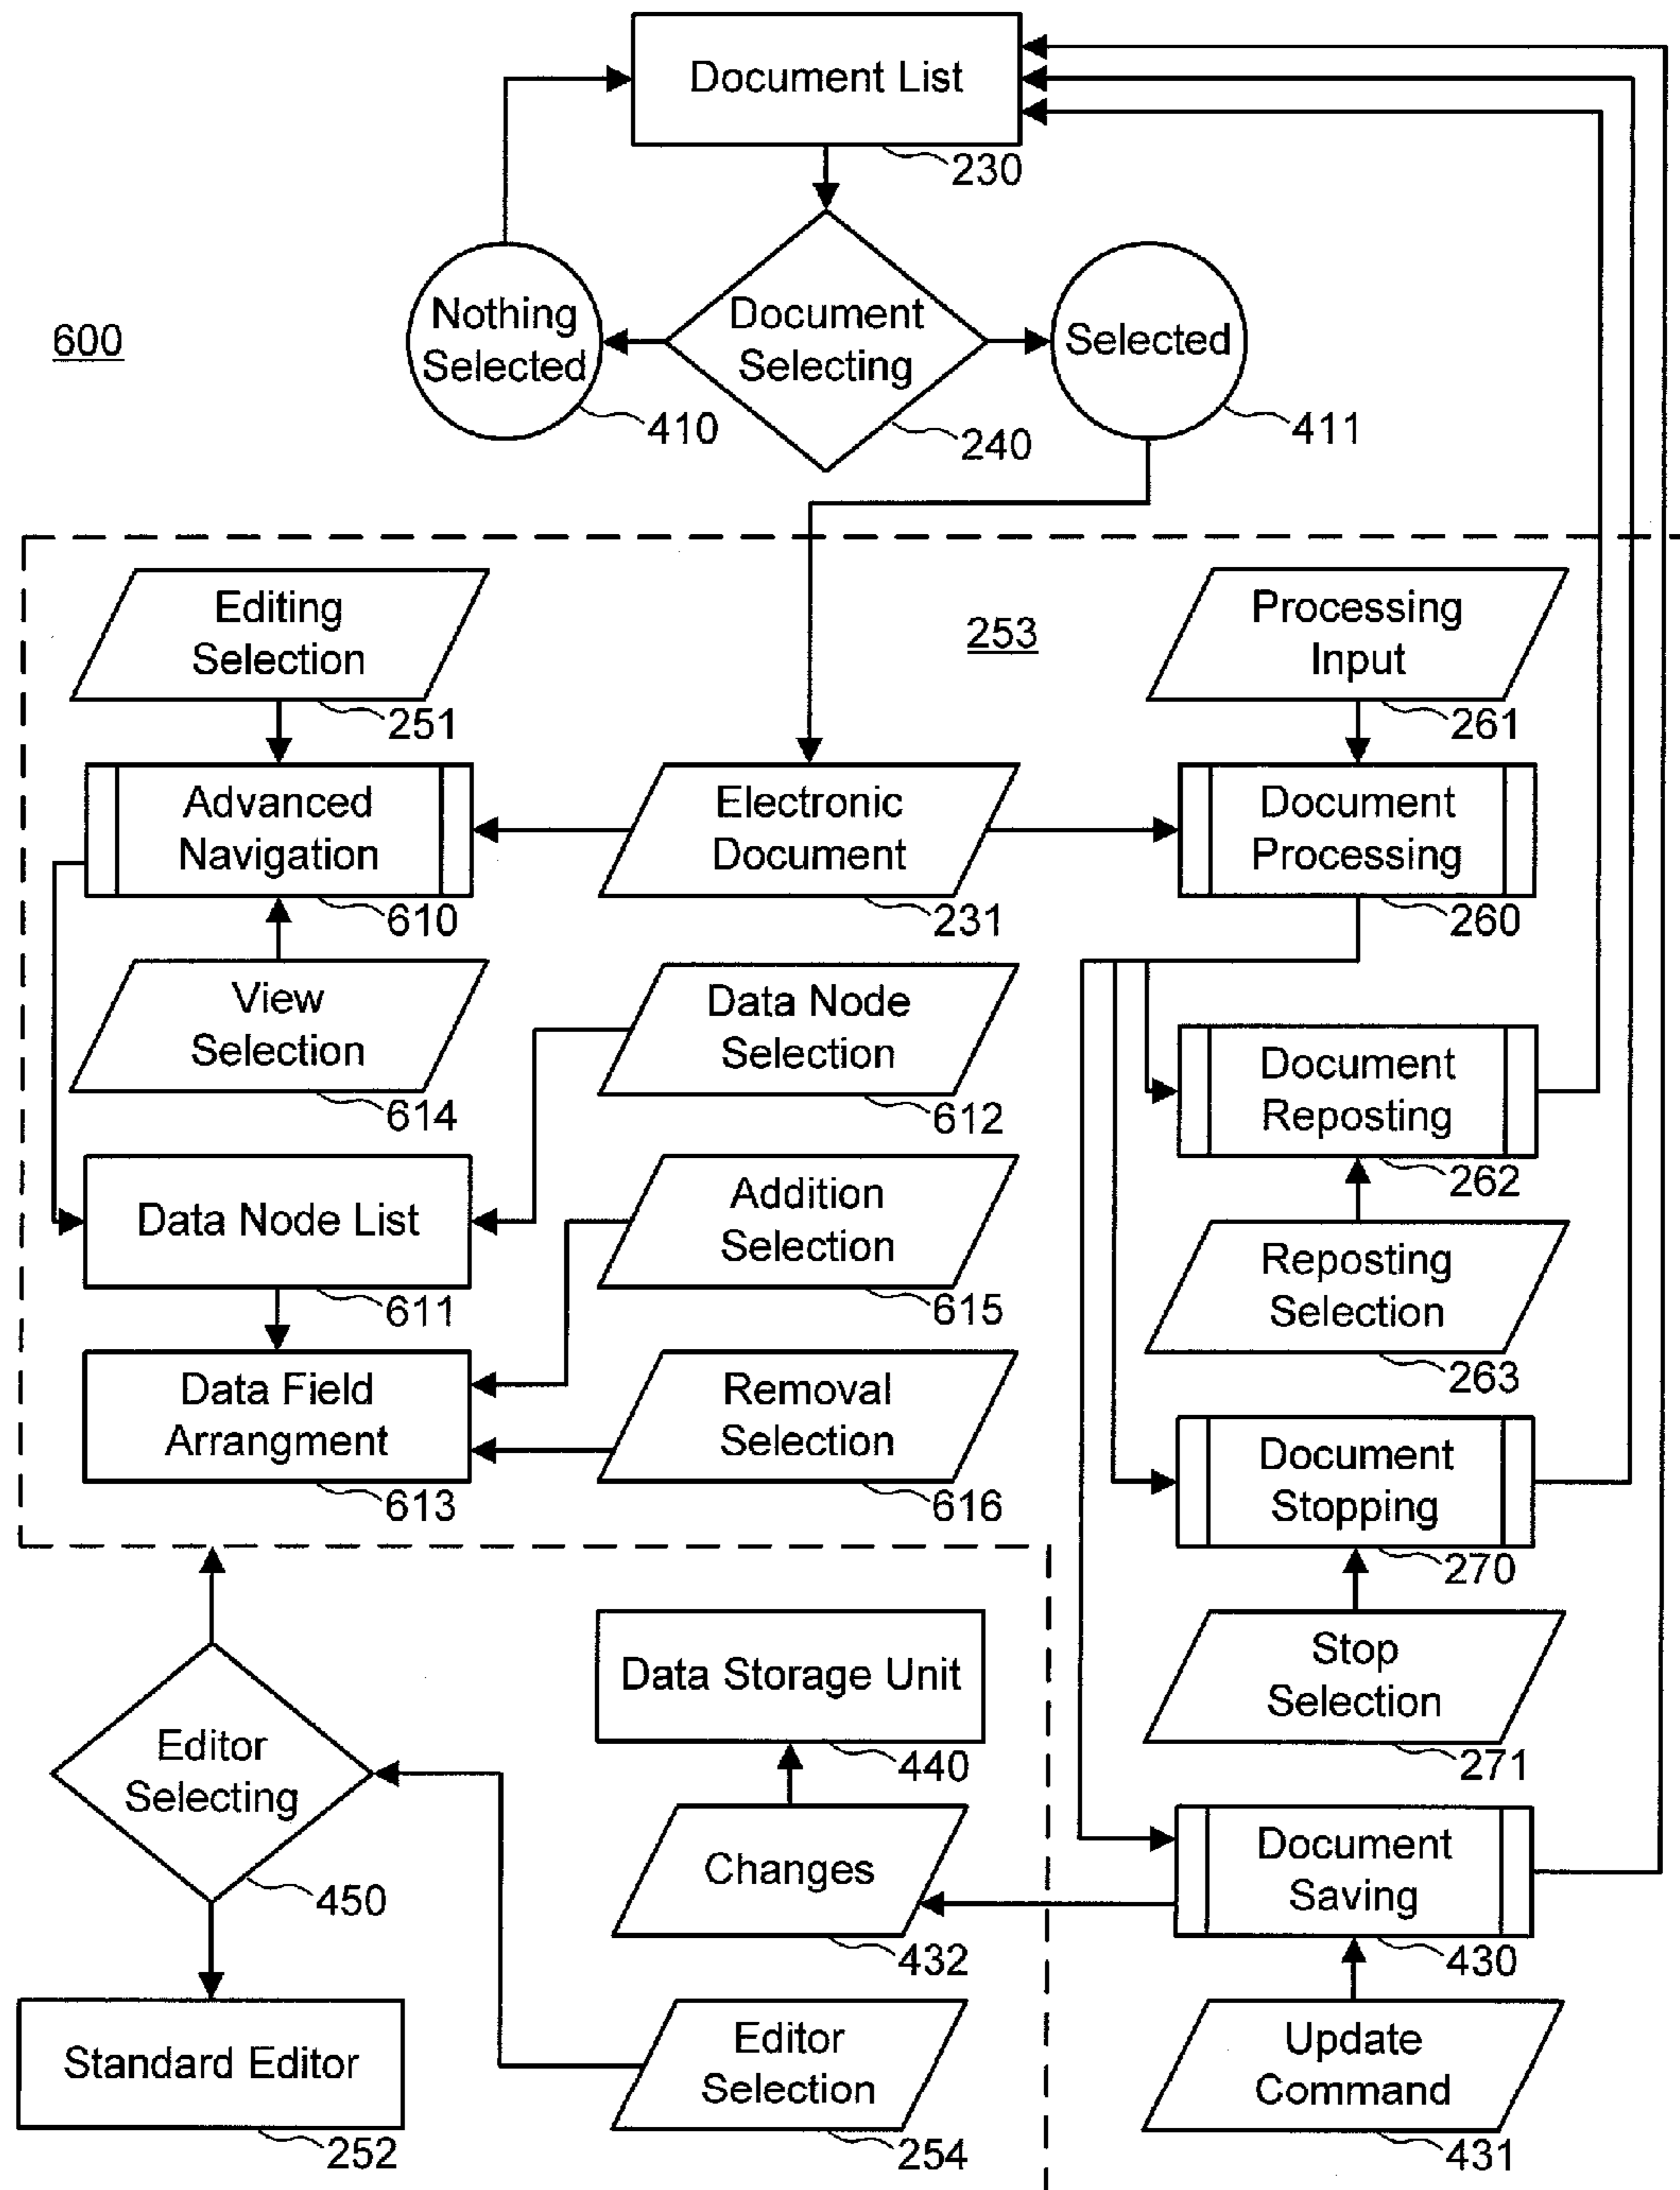 Document List
230
600
Nothing
Selected
410
Document
Selecting
240
Selected
411
253
Editing
Selection
251
Processing
Input
261
Advanced
Navigation
610
Electronic
Document
231
Document
Processing
260
View
Selection
614
Data Node
Selection
612
Document
Reposting
262
Data Node List
611
Addition
Selection
615
Reposting
Selection
263
Data Field
Arrangment
613
Removal
Selection
616
Document
Stopping
270
Data Storage Unit
440
Stop
Selection
271
Editor
Selecting
450
Changes
432
Document
Saving
430
Standard Editor
252
Editor
Selection
254
Update
Command
431